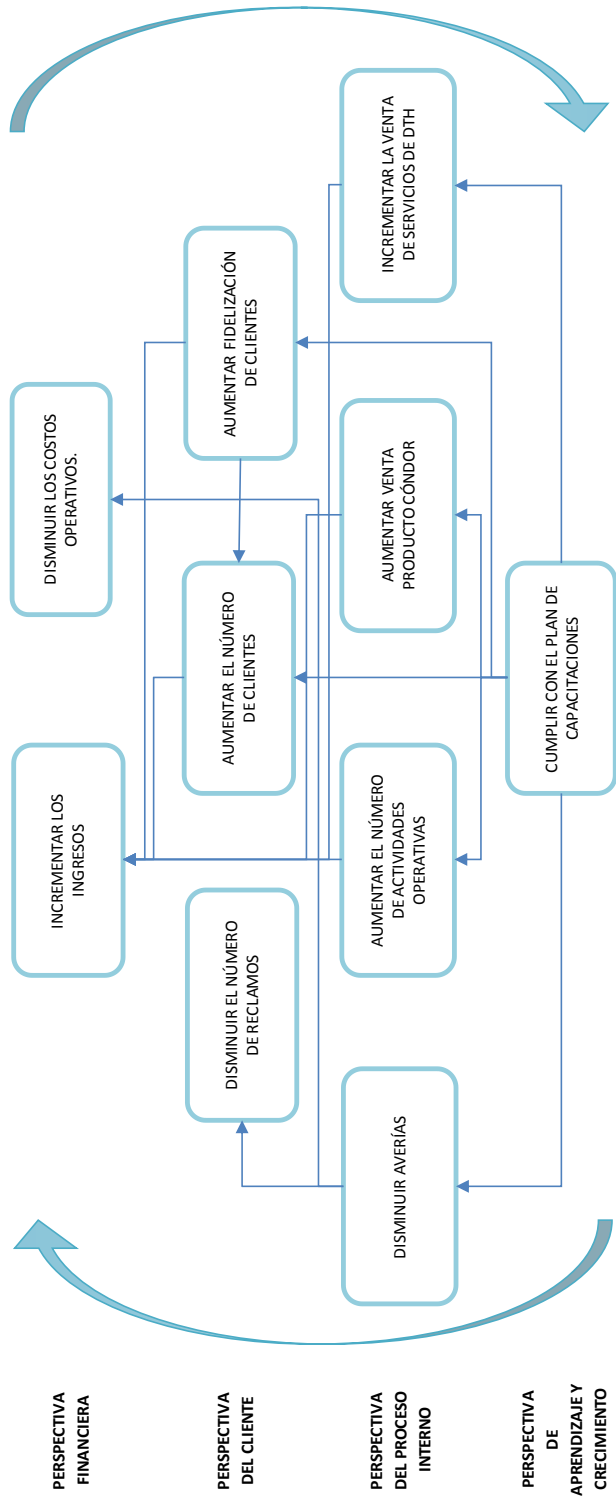 PERSPECTIVA
FINANCIERA
INCREMENTAR LOS
INGRESOS
DISMINUIR LOS COSTOS
OPERATIVOS.
PERSPECTIVA
DEL CLIENTE
DISMINUIR EL NÚMERO
DE RECLAMOS
AUMENTAR EL NÚMERO
DE CLIENTES
AUMENTAR FIDELIZACIÓN
DE CLIENTES
PERSPECTIVA
DEL PROCESO
INTERNO
DISMINUIR AVERÍAS
AUMENTAR EL NÚMERO
DE ACTIVIDADES
OPERATIVAS
AUMENTAR VENTA
PRODUCTO CÓNDOR
INCREMENTAR LA VENTA
DE SERVICIOS DE DTH
PERSPECTIVA
DE
APRENDIZAJE Y
CRECIMIENTO
CUMPLIR CON EL PLAN DE
CAPACITACIONES